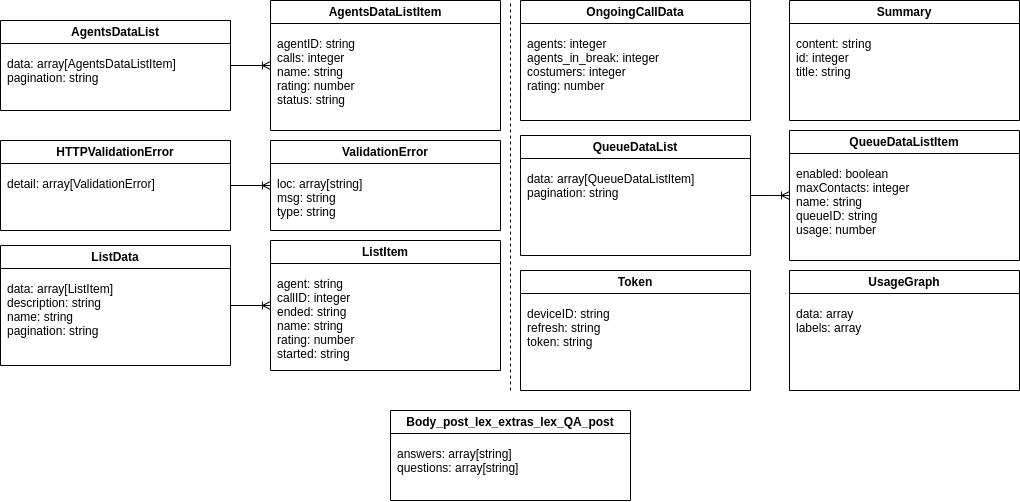 AgentsDataList
data: array[AgentsDataListItem]
pagination: string
AgentsDataListItem
agentID: string
calls: integer
name: string
rating: number
status: string
HTTPValidationError
detail: array[ValidationError]
ValidationError
loc: array[string]
msg: string
type: string
ListData
data: array[ListItem]
description: string
name: string
pagination: string
ListItem
agent: string
callID: integer
ended: string
name: string
rating: number
started: string
OngoingCallData
agents: integer
agents_in_break: integer
costumers: integer
rating: number
Summary
content: string
id: integer
title: string
QueueDataList
data: array[QueueDataListItem]
pagination: string
QueueDataListItem
enabled: boolean
maxContacts: integer
name: string
queueID: string
usage: number
Token
deviceID: string
refresh: string
token: string
UsageGraph
data: array
labels: array
Body_post_lex_extras_lex_QA_post
answers: array[string]
questions: array[string]